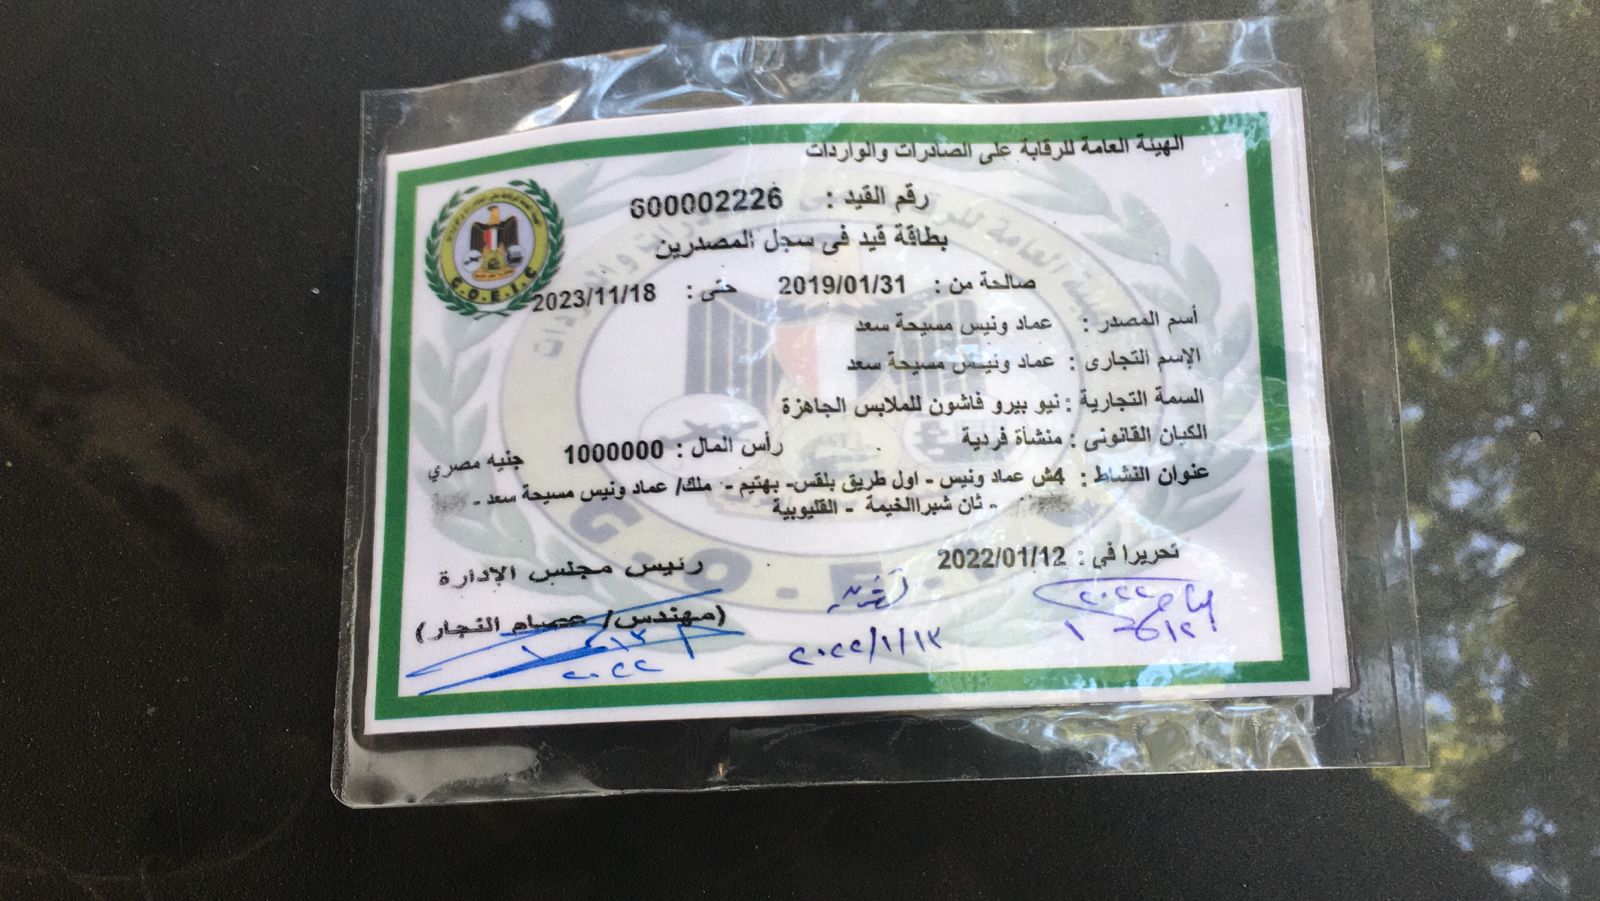 الهيئة العامة للرقابة على الصادرات والواردات
رقم القيد : 600002226
بطاقة قيد فى سجل المصدرين
صالحة من : 2019/01/31 حتى : 2023/11/18
G.O.E.I.C
أسم المصدر : عماد ونيس مسيحة سعد
الإسم التجارى : عماد ونيس مسيحة سعد
السمة التجارية : نيو بيرو فاشون للملابس الجاهزة
الكيان القانونى : منشأة فردية رأس المال : 1000000 جنيه مصري
عنوان النشاط : 4ش عماد ونيس - اول طريق بلقس- بهتيم - ملك/ عماد ونيس مسيحة سعد -
- ثان شبراالخيمة - القليوبية
تحريرا فى : 2022/01/12
رئيس مجلس الإدارة
(مهندس/ عصام النجار)
٢٠٢٢/١/١٣